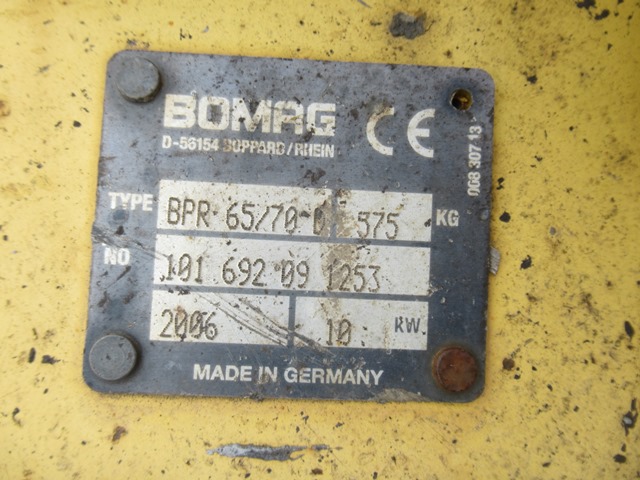 BOMAG
CE
D-56154 BOPPARD/RHEIN
008 307 13
TYPE BPR 65/70-D 575 KG
NO 101 692 09 1253
2006 10 KW
MADE IN GERMANY